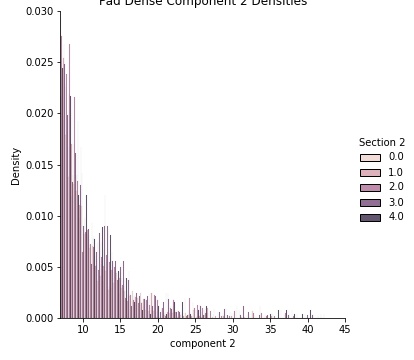 Pad Dense Component 2 Densities
0.030
0.025
0.020
0.015
0.010
0.005
0.000
Density
10 15 20 25 30 35 40 45
component 2
Section 2
0.0
1.0
2.0
3.0
4.0